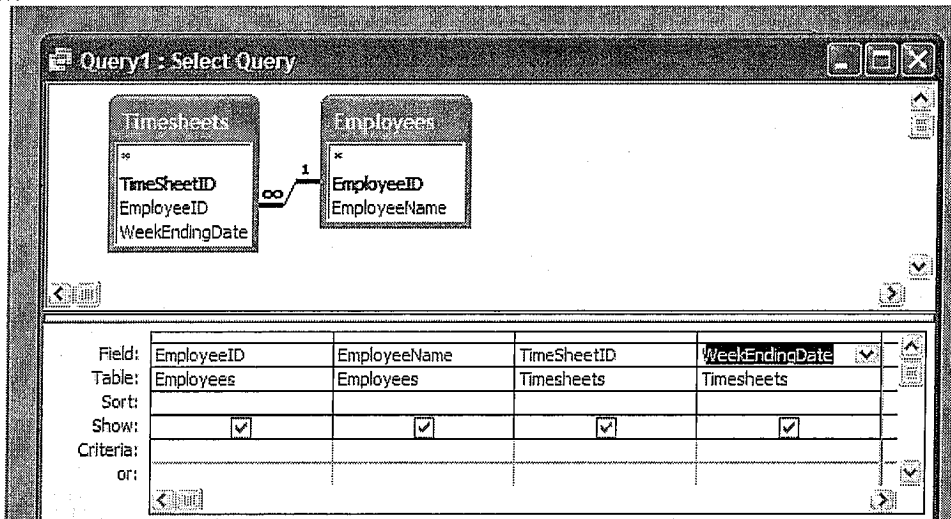 Query1 : Select Query
Timesheets
*
TimeSheetID
EmployeeID
WeekEndingDate
∞
1
Employees
*
EmployeeID
EmployeeName
Field: EmployeeID EmployeeName TimeSheetID WeekEndingDate
Table: Employees Employees Timesheets Timesheets
Sort:
Show:
Criteria:
or: